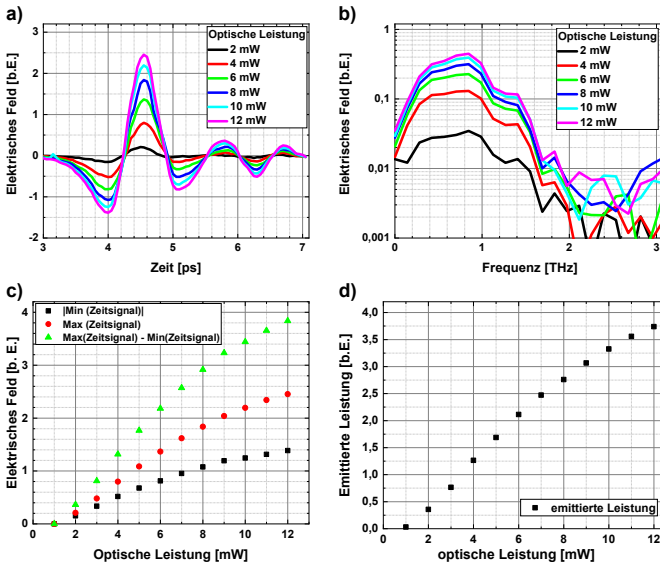 a)
Optische Leistung
2 mW
4 mW
6 mW
8 mW
10 mW
12 mW
Elektrisches Feld [b.E.]
3
2
1
0
-1
-2
3 4 5 6 7
Zeit [ps]
b)
Optische Leistung
2 mW
4 mW
6 mW
8 mW
10 mW
12 mW
Elektrisches Feld [b.E.]
1
0,1
0,01
0,001
0 1 2 3
Frequenz [THz]
c)
|Min (Zeitsignal)|
Max (Zeitsignal)
Max(Zeitsignal) - Min(Zeitsignal)
Elektrisches Feld [b.E.]
4
3
2
1
0
0 2 4 6 8 10 12
Optische Leistung [mW]
d)
Emittierte Leistung [b.E.]
4,0
3,5
3,0
2,5
2,0
1,5
1,0
0,5
0,0
emittierte Leistung
0 2 4 6 8 10 12
optische Leistung [mW]